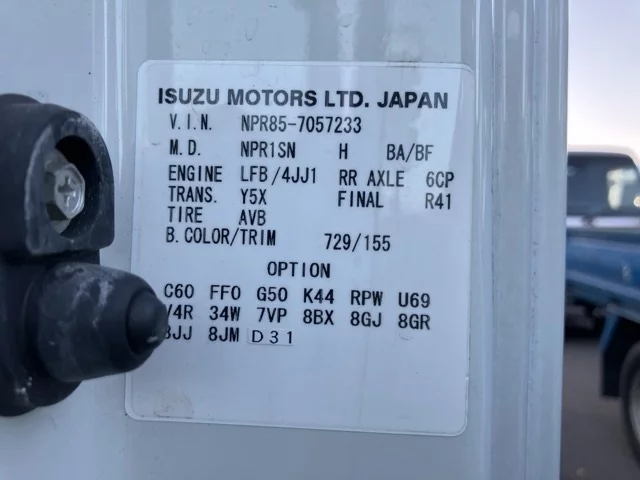 ISUZU MOTORS LTD. JAPAN
V.I.N. NPR85-7057233
M.D. NPR1SN H BA/BF
ENGINE LFB/4JJ1 RR AXLE 6CP
TRANS. Y5X FINAL R41
TIRE AVB
B.COLOR/TRIM 729/155
OPTION
C60 FF0 G50 K44 RPW U69
34W 7VP 8BX 8GJ 8GR
8JM D31